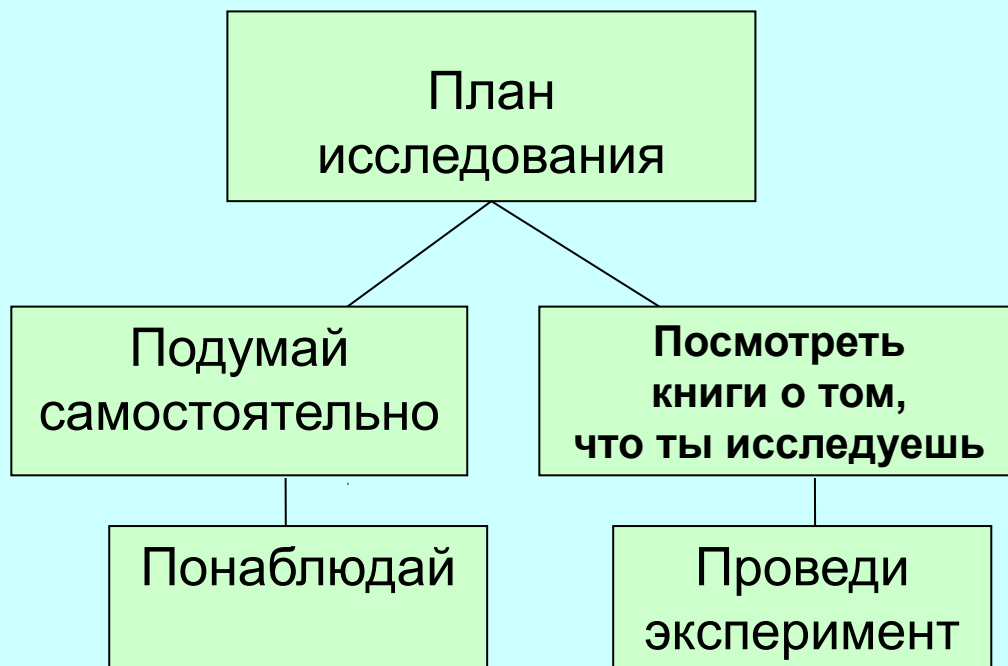 План
исследования
Подумай
самостоятельно
Посмотреть
книги о том,
что ты исследуешь
Понаблюдай
Проведи
эксперимент